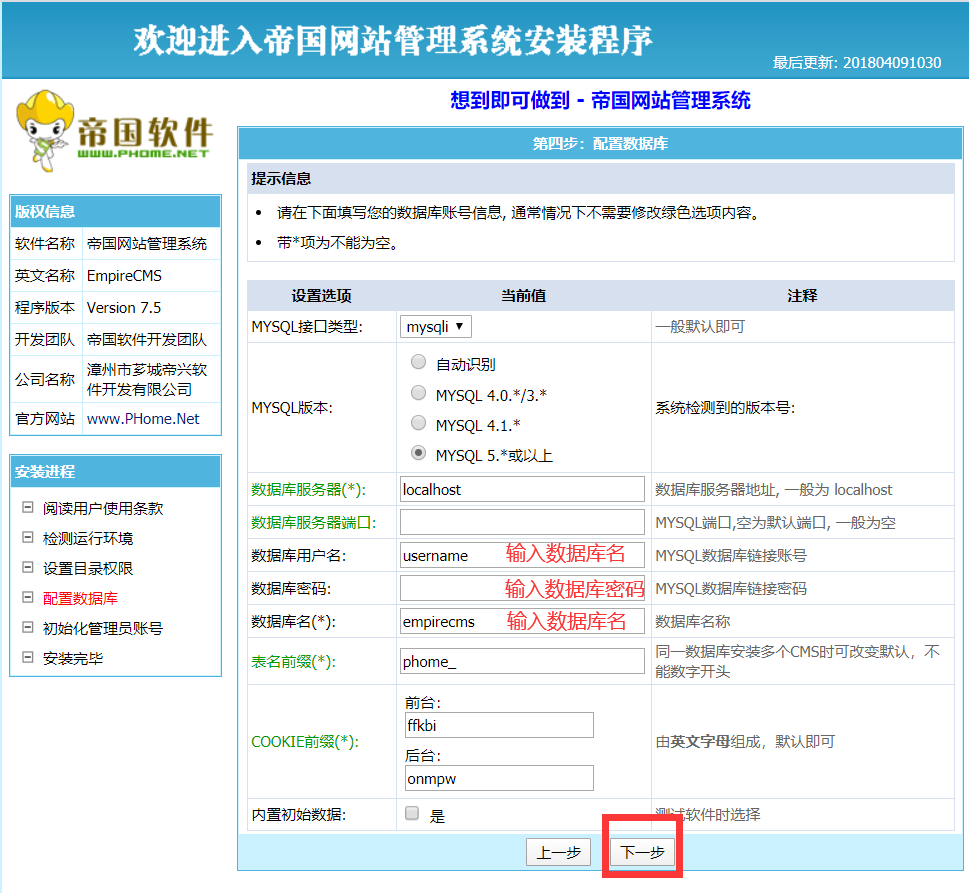 欢迎进入帝国网站管理系统安装程序
最后更新: 201804091030
帝国软件
WWW.PHOME.NET
版权信息
软件名称 帝国网站管理系统
英文名称 EmpireCMS
程序版本 Version 7.5
开发团队 帝国软件开发团队
公司名称 漳州市芗城帝兴软
件开发有限公司
官方网站 www.PHome.Net
安装进程
阅读用户使用条款
检测运行环境
设置目录权限
配置数据库
初始化管理员账号
安装完毕
想到即可做到 - 帝国网站管理系统
第四步：配置数据库
提示信息
• 请在下面填写您的数据库账号信息, 通常情况下不需要修改绿色选项内容。
• 带*项为不能为空。
设置选项 当前值 注释
MYSQL接口类型: mysqli ▼ 一般默认即可
自动识别
MYSQL 4.0.*/3.*
MYSQL版本: 系统检测到的版本号:
MYSQL 4.1.*
MYSQL 5.*或以上
数据库服务器(*): localhost 数据库服务器地址, 一般为 localhost
数据库服务器端口: MYSQL端口,空为默认端口, 一般为空
数据库用户名: username 输入数据库名 MYSQL数据库链接账号
数据库密码: 输入数据库密码 MYSQL数据库链接密码
数据库名(*): empirecms 输入数据库名 数据库名称
表名前缀(*): phome_ 同一数据库安装多个CMS时可改变默认，不
能数字开头
前台:
ffkbi
COOKIE前缀(*): 由英文字母组成，默认即可
后台:
onmpw
内置初始数据: 是 测试软件时选择
上一步 下一步